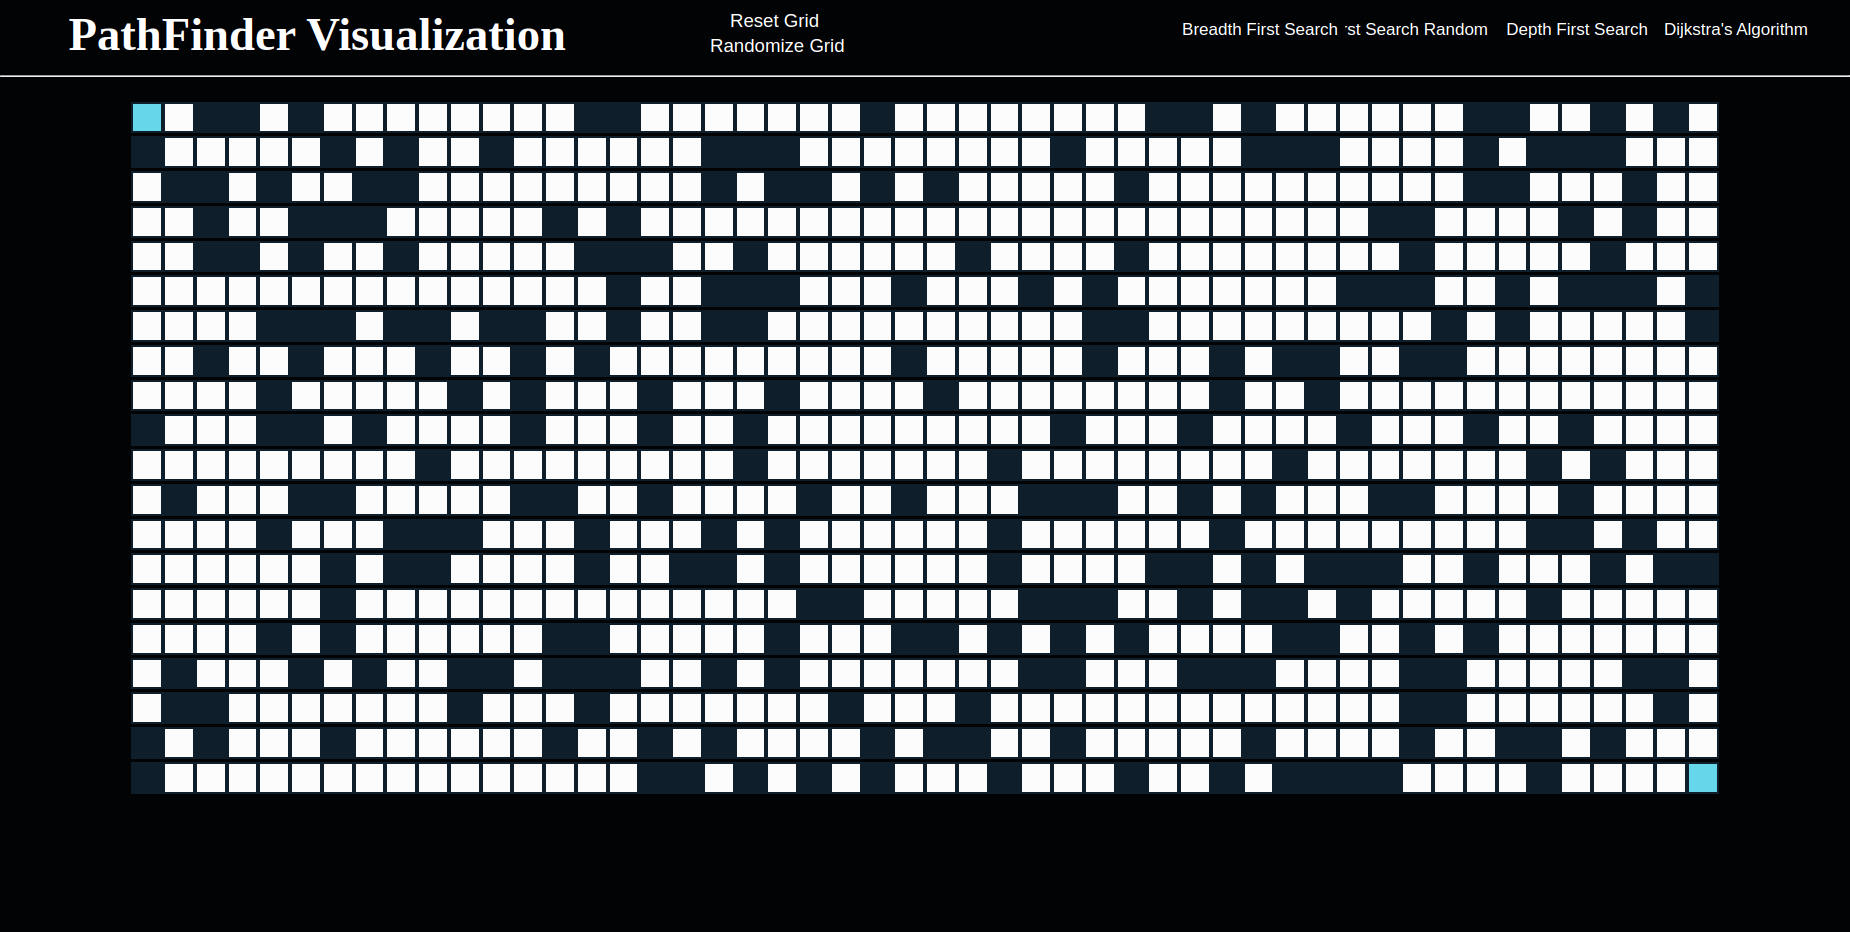 PathFinder Visualization
Reset Grid
Randomize Grid
Breadth First Search
st Search Random
Depth First Search
Dijkstra's Algorithm